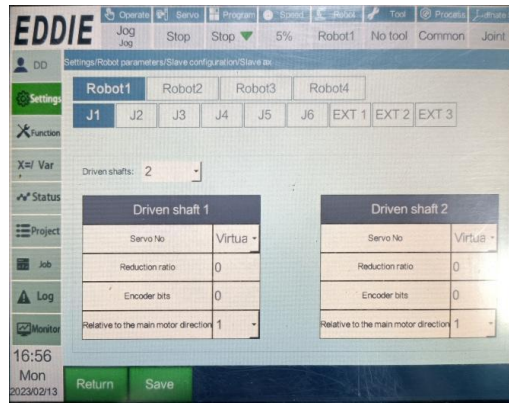 EDDIE
Operate Servo Program Speed Robot Tool Process
Jog Stop Stop 5% Robot1 No tool Common Joint
Jog
DD
Settings/Robot parameters/Slave configuration/Slave
Robot1 Robot2 Robot3 Robot4
Settings
J1 J2 J3 J4 J5 J6 EXT 1 EXT 2 EXT 3
Function
X=/ Var
Driven shafts: 2
Status
Driven shaft 1 Driven shaft 2
Project
Servo No Virtua Servo No Virtua
Job
Reduction ratio 0 Reduction ratio 0
Log
Encoder bits 0 Encoder bits 0
Monitor
Relative to the main motor direction 1 Relative to the main motor direction 1
16:56
Mon
2023/02/13
Return Save